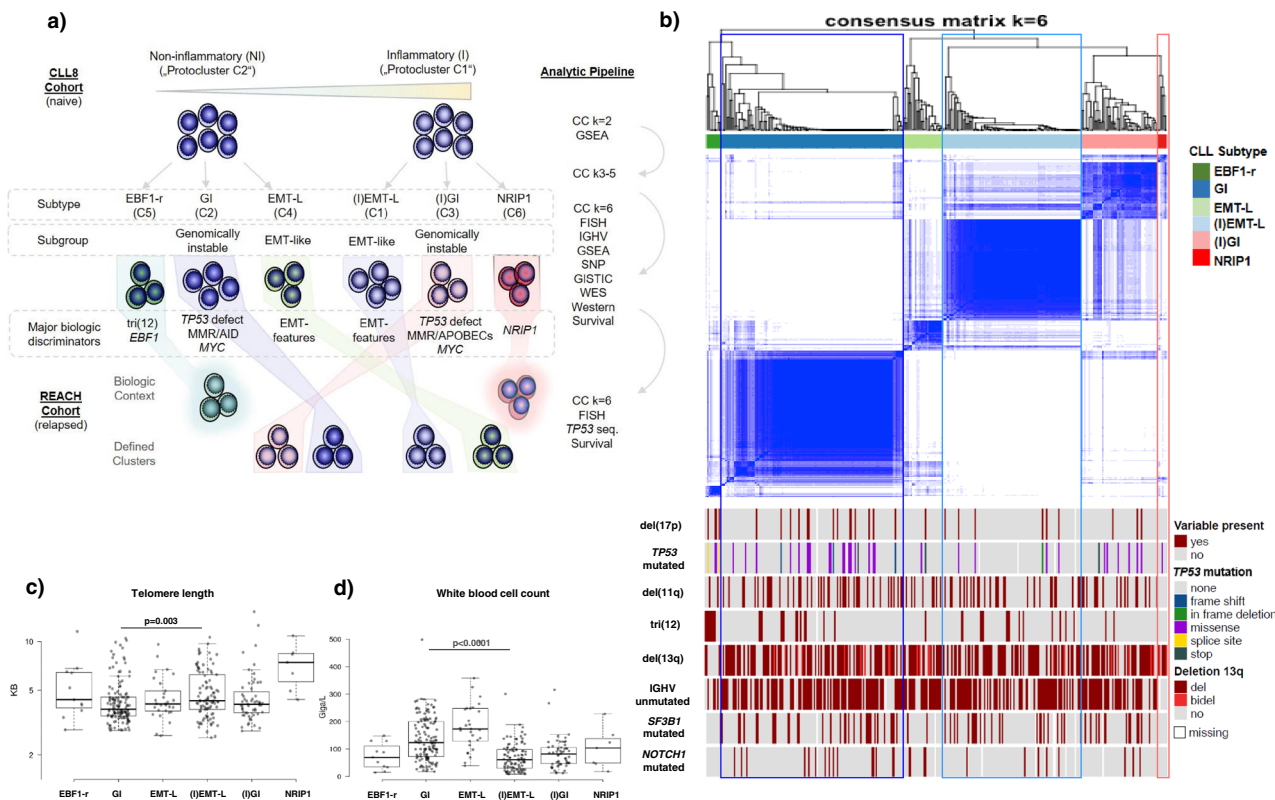 a)
Non-inflammatory (NI)
(„Protocluster C2“)
Inflammatory (I)
(„Protocluster C1“)
CLL8
Cohort
(naive)
Analytic Pipeline
CC k=2
GSEA
CC k3-5
Subtype
EBF1-r
(C5)
GI
(C2)
EMT-L
(C4)
(I)EMT-L
(C1)
(I)GI
(C3)
NRIP1
(C6)
Subgroup
Genomically
instable
EMT-like
EMT-like
Genomically
instable
CC k=6
FISH
IGHV
GSEA
SNP
GISTIC
WES
Western
Survival
Major biologic
discriminators
tri(12)
EBF1
TP53 defect
MMR/AID
MYC
EMT-
features
EMT-
features
TP53 defect
MMR/APOBECs
MYC
NRIP1
REACH
Cohort
(relapsed)
Biologic
Context
Defined
Clusters
CC k=6
FISH
TP53 seq.
Survival
b)
consensus matrix k=6
CLL Subtype
EBF1-r
GI
EMT-L
(I)EMT-L
(I)GI
NRIP1
del(17p)
TP53
mutated
del(11q)
tri(12)
del(13q)
IGHV
unmutated
SF3B1
mutated
NOTCH1
mutated
Variable present
yes
no
TP53 mutation
none
frame shift
in frame deletion
missense
splice site
stop
Deletion 13q
del
bidel
no
missing
c)
Telomere length
p=0.003
KB
10
5
2
EBF1-r
GI
EMT-L
(I)EMT-L
(I)GI
NRIP1
d)
White blood cell count
p<0.0001
Giga/L
500
400
300
200
100
0
EBF1-r
GI
EMT-L
(I)EMT-L
(I)GI
NRIP1